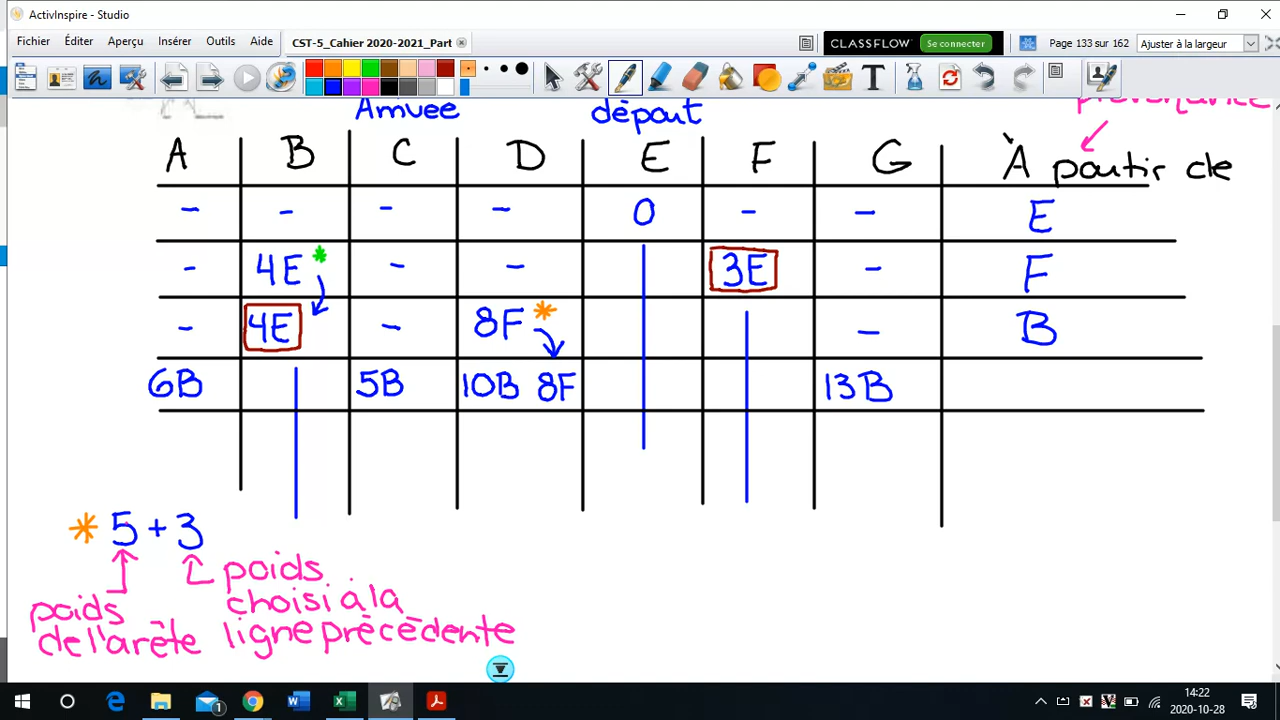 ActivInspire - Studio
Fichier Éditer Aperçu Insérer Outils Aide CST-5_Cahier 2020-2021_Part CLASSFLOW Se connecter Page 133 sur 162 Ajuster à la largeur
Arrivée départ provenance
A B C D E F G À partir de
- - - - 0 - - E
- 4E * - - 3E - F
- 4E - 8F * - B
6B 5B 10B 8F 13B
* 5 + 3
poids
de l'arête
poids
choisi à la
ligne précédente
14:22
2020-10-28